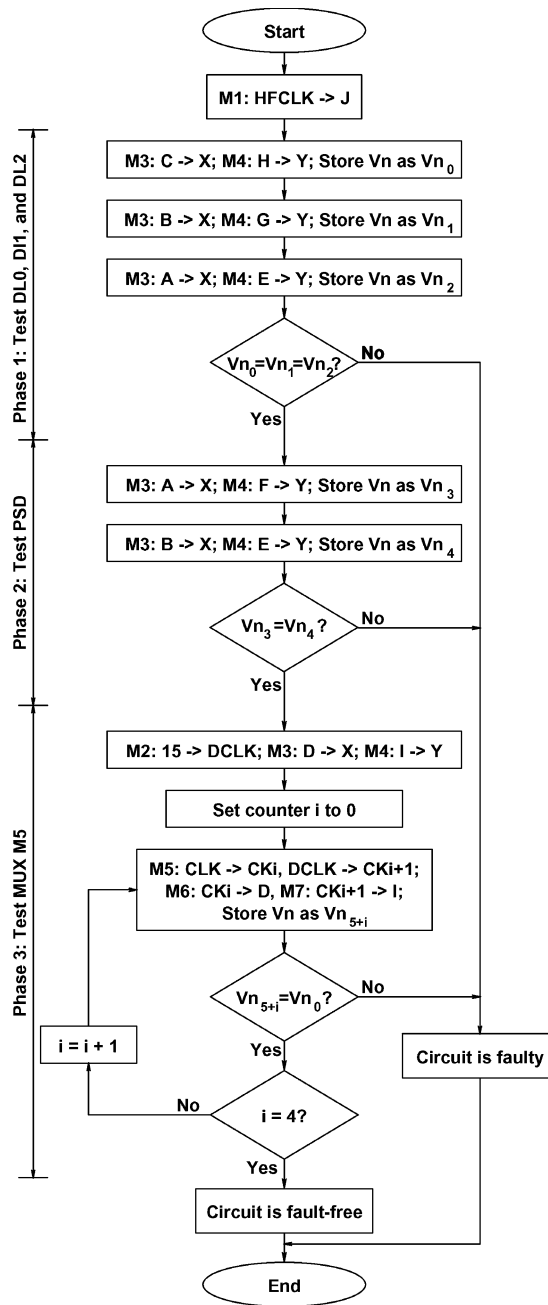 Start
M1: HFCLK -> J
Phase 1: Test DL0, DI1, and DL2
M3: C -> X; M4: H -> Y; Store Vn as Vn0
M3: B -> X; M4: G -> Y; Store Vn as Vn1
M3: A -> X; M4: E -> Y; Store Vn as Vn2
Vn0=Vn1=Vn2?
No
Yes
Phase 2: Test PSD
M3: A -> X; M4: F -> Y; Store Vn as Vn3
M3: B -> X; M4: E -> Y; Store Vn as Vn4
Vn3=Vn4?
No
Yes
Phase 3: Test MUX M5
M2: 15 -> DCLK; M3: D -> X; M4: I -> Y
Set counter i to 0
M5: CLK -> CKi, DCLK -> CKi+1;
M6: CKi -> D, M7: CKi+1 -> I;
Store Vn as Vn5+i
Vn5+i=Vn0?
No
Yes
i = i + 1
Circuit is faulty
No
i = 4?
Yes
Circuit is fault-free
End